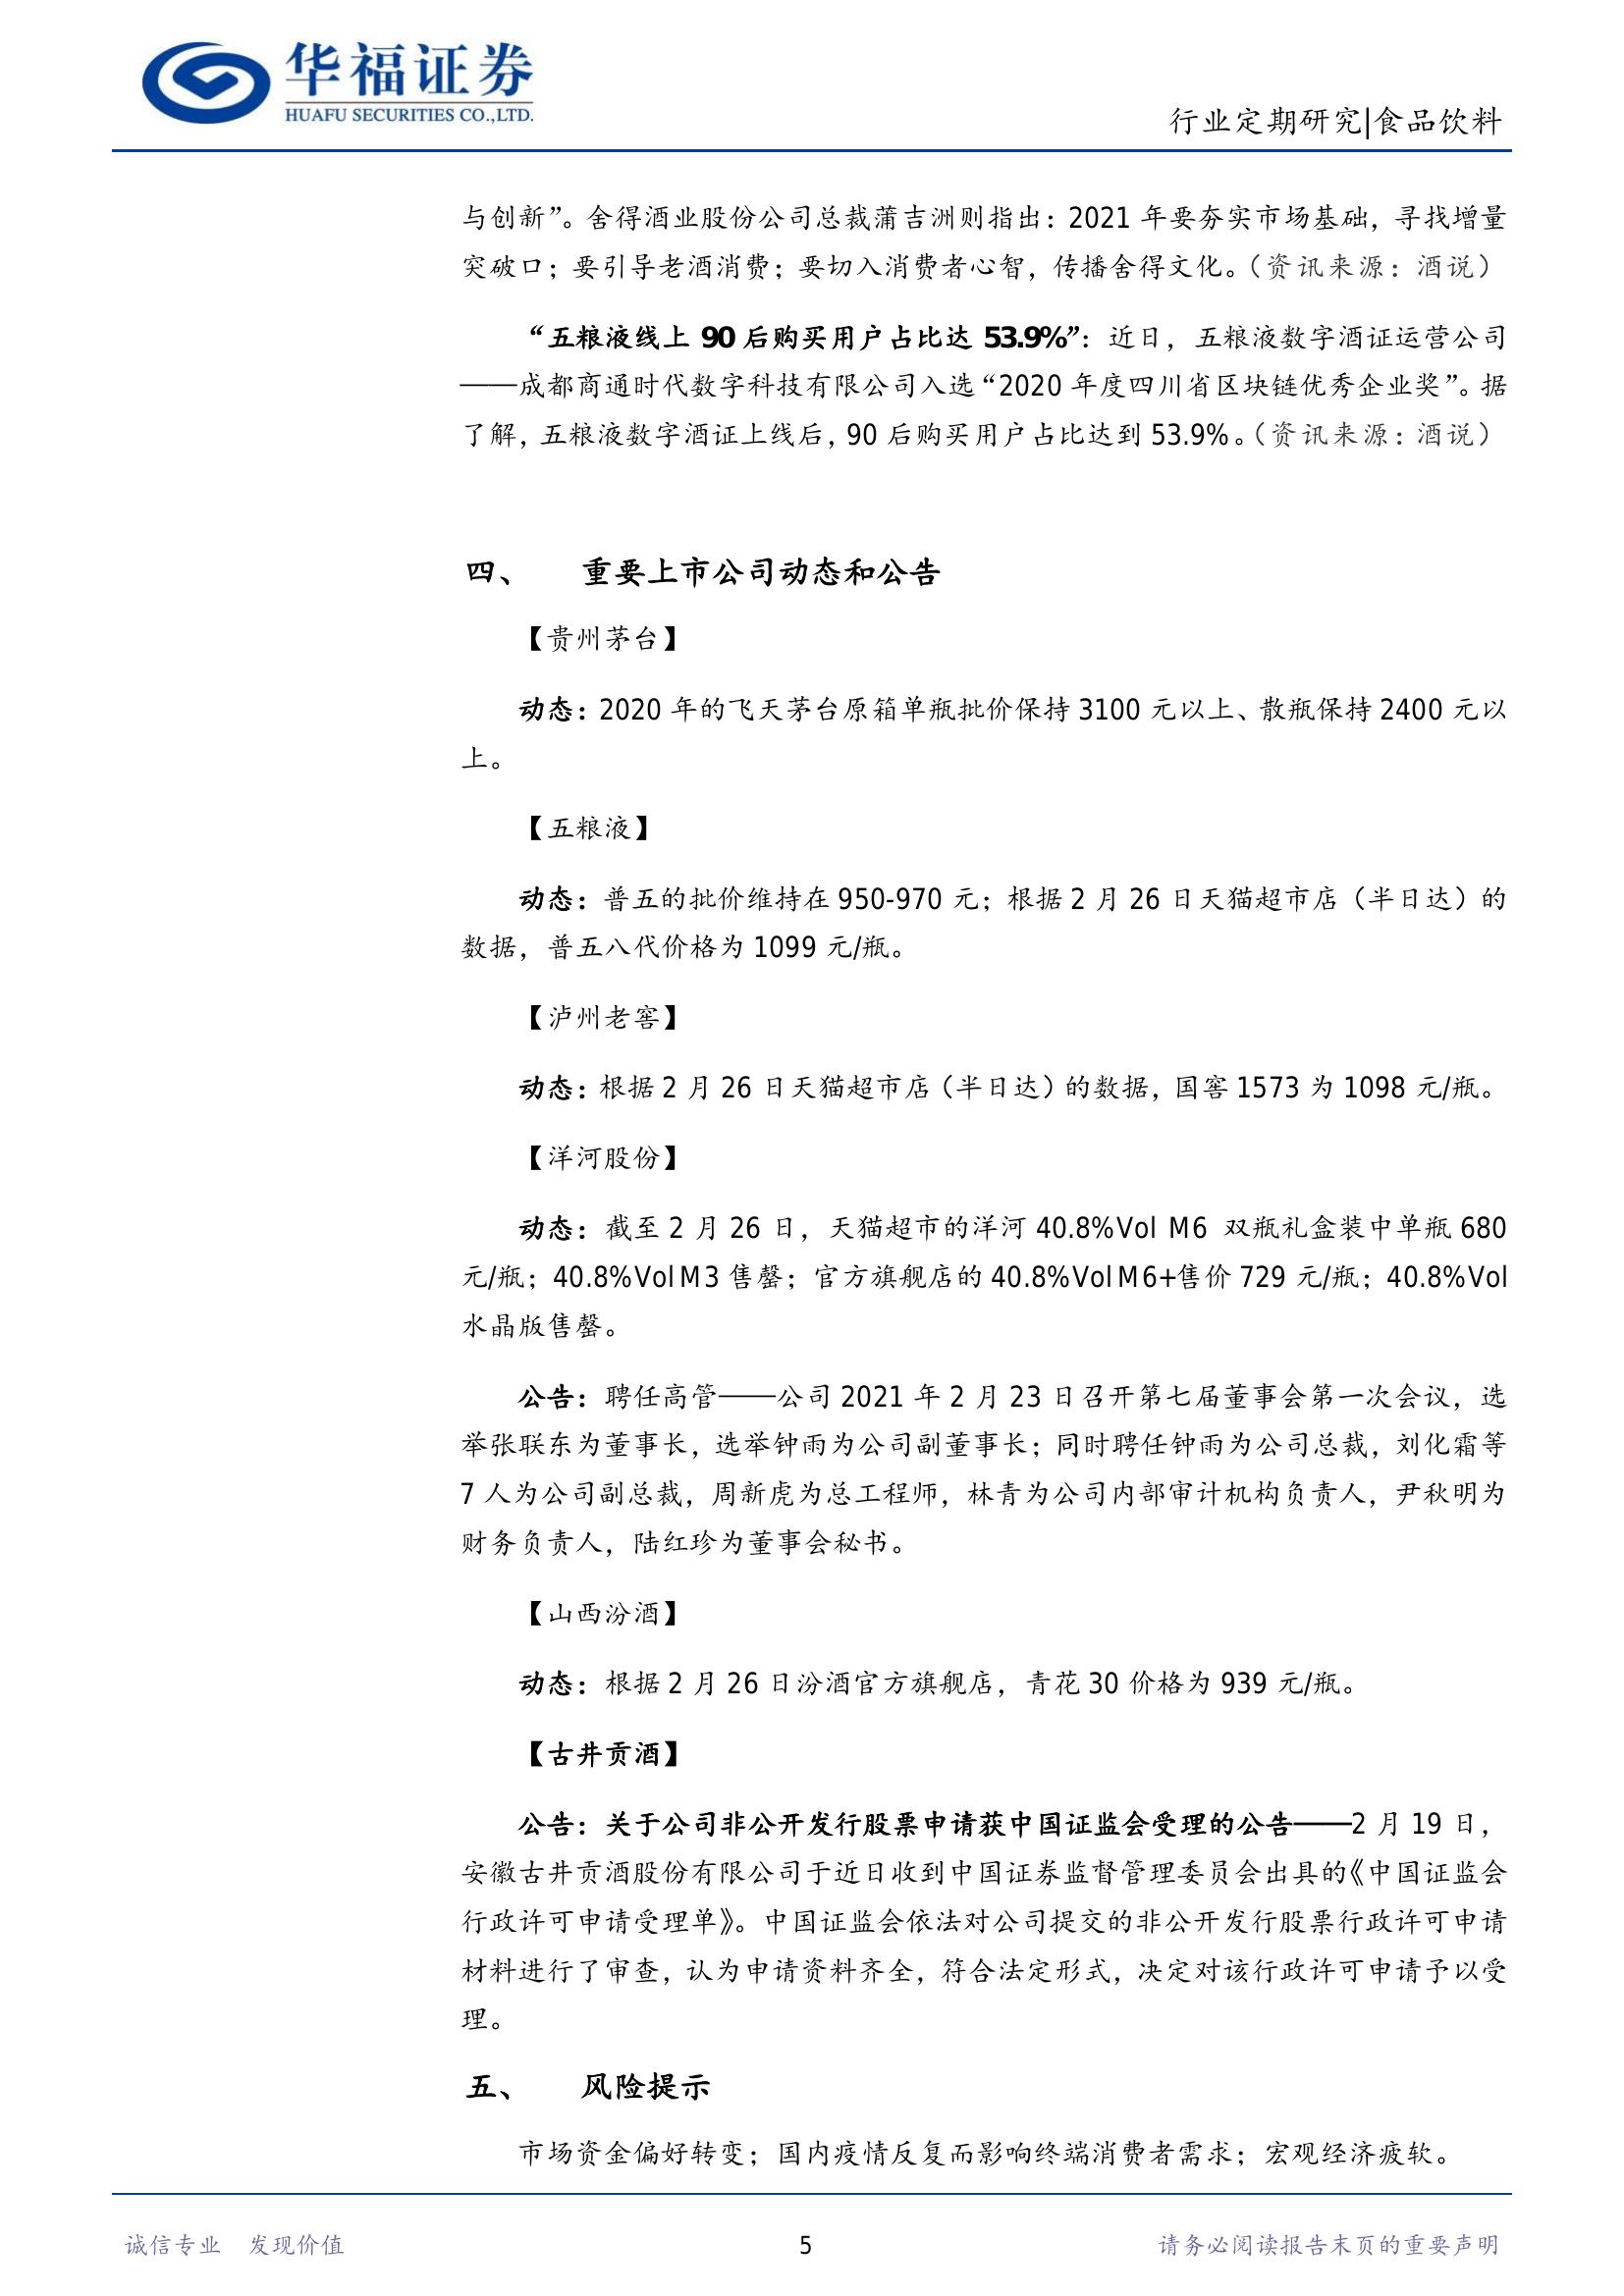 华福证券
HUAFU SECURITIES CO.,LTD.
行业定期研究|食品饮料
与创新”。舍得酒业股份公司总裁蒲吉洲则指出：2021 年要夯实市场基础，寻找增量
突破口；要引导老酒消费；要切入消费者心智，传播舍得文化。（资讯来源：酒说）
“五粮液线上 90 后购买用户占比达 53.9%”：近日，五粮液数字酒证运营公司
——成都商通时代数字科技有限公司入选“2020 年度四川省区块链优秀企业奖”。据
了解，五粮液数字酒证上线后，90 后购买用户占比达到 53.9%。（资讯来源：酒说）
四、 重要上市公司动态和公告
【贵州茅台】
动态：2020 年的飞天茅台原箱单瓶批价保持 3100 元以上、散瓶保持 2400 元以
上。
【五粮液】
动态：普五的批价维持在 950-970 元；根据 2 月 26 日天猫超市店（半日达）的
数据，普五八代价格为 1099 元/瓶。
【泸州老窖】
动态：根据 2 月 26 日天猫超市店（半日达）的数据，国窖 1573 为 1098 元/瓶。
【洋河股份】
动态：截至 2 月 26 日，天猫超市的洋河 40.8%Vol M6 双瓶礼盒装中单瓶 680
元/瓶；40.8%Vol M3 售罄；官方旗舰店的 40.8%Vol M6+售价 729 元/瓶；40.8%Vol
水晶版售罄。
公告：聘任高管——公司 2021 年 2 月 23 日召开第七届董事会第一次会议，选
举张联东为董事长，选举钟雨为公司副董事长；同时聘任钟雨为公司总裁，刘化霜等
7 人为公司副总裁，周新虎为总工程师，林青为公司内部审计机构负责人，尹秋明为
财务负责人，陆红珍为董事会秘书。
【山西汾酒】
动态：根据 2 月 26 日汾酒官方旗舰店，青花 30 价格为 939 元/瓶。
【古井贡酒】
公告：关于公司非公开发行股票申请获中国证监会受理的公告——2 月 19 日，
安徽古井贡酒股份有限公司于近日收到中国证券监督管理委员会出具的《中国证监会
行政许可申请受理单》。中国证监会依法对公司提交的非公开发行股票行政许可申请
材料进行了审查，认为申请资料齐全，符合法定形式，决定对该行政许可申请予以受
理。
五、 风险提示
市场资金偏好转变；国内疫情反复而影响终端消费者需求；宏观经济疲软。
诚信专业 发现价值
5
请务必阅读报告末页的重要声明